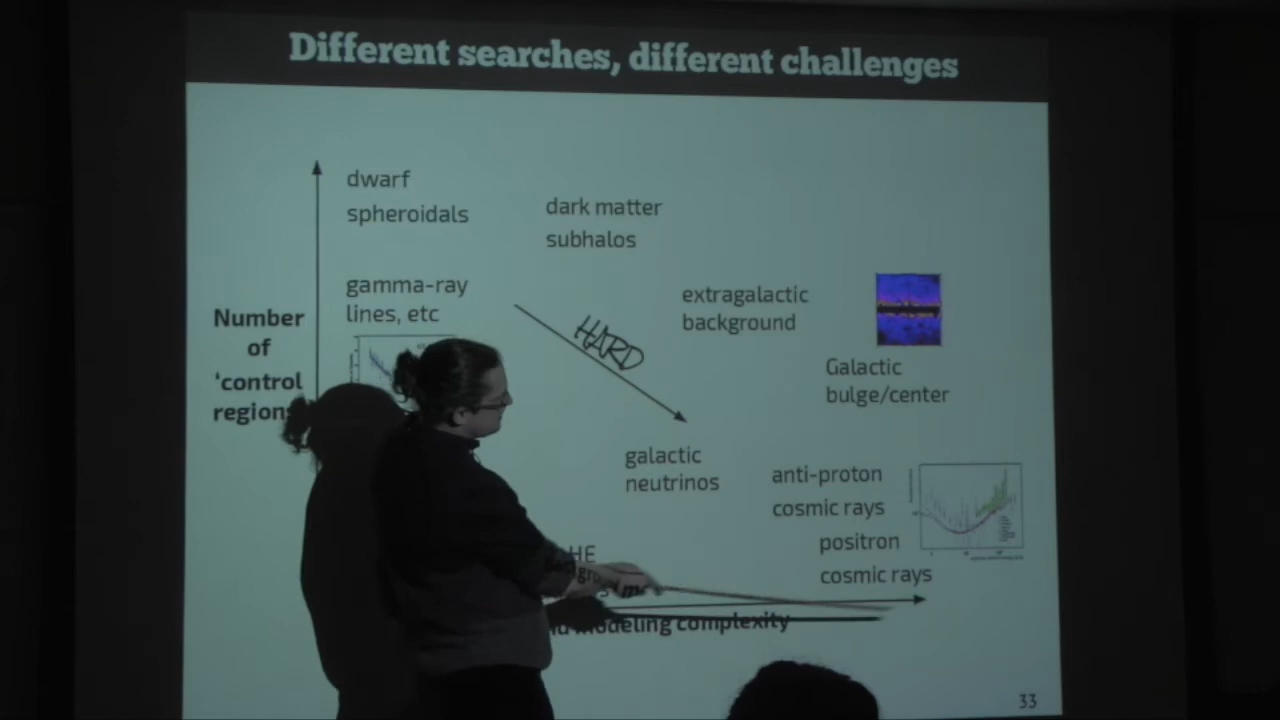 Different searches, different challenges
dwarf
spheroidals
dark matter
subhalos
gamma-ray
lines, etc
extragalactic
background
Number
of
‘control
HARD
Galactic
bulge/center
galactic
neutrinos
anti-proton
cosmic rays
positron
cosmic rays
HE
modeling complexity
33